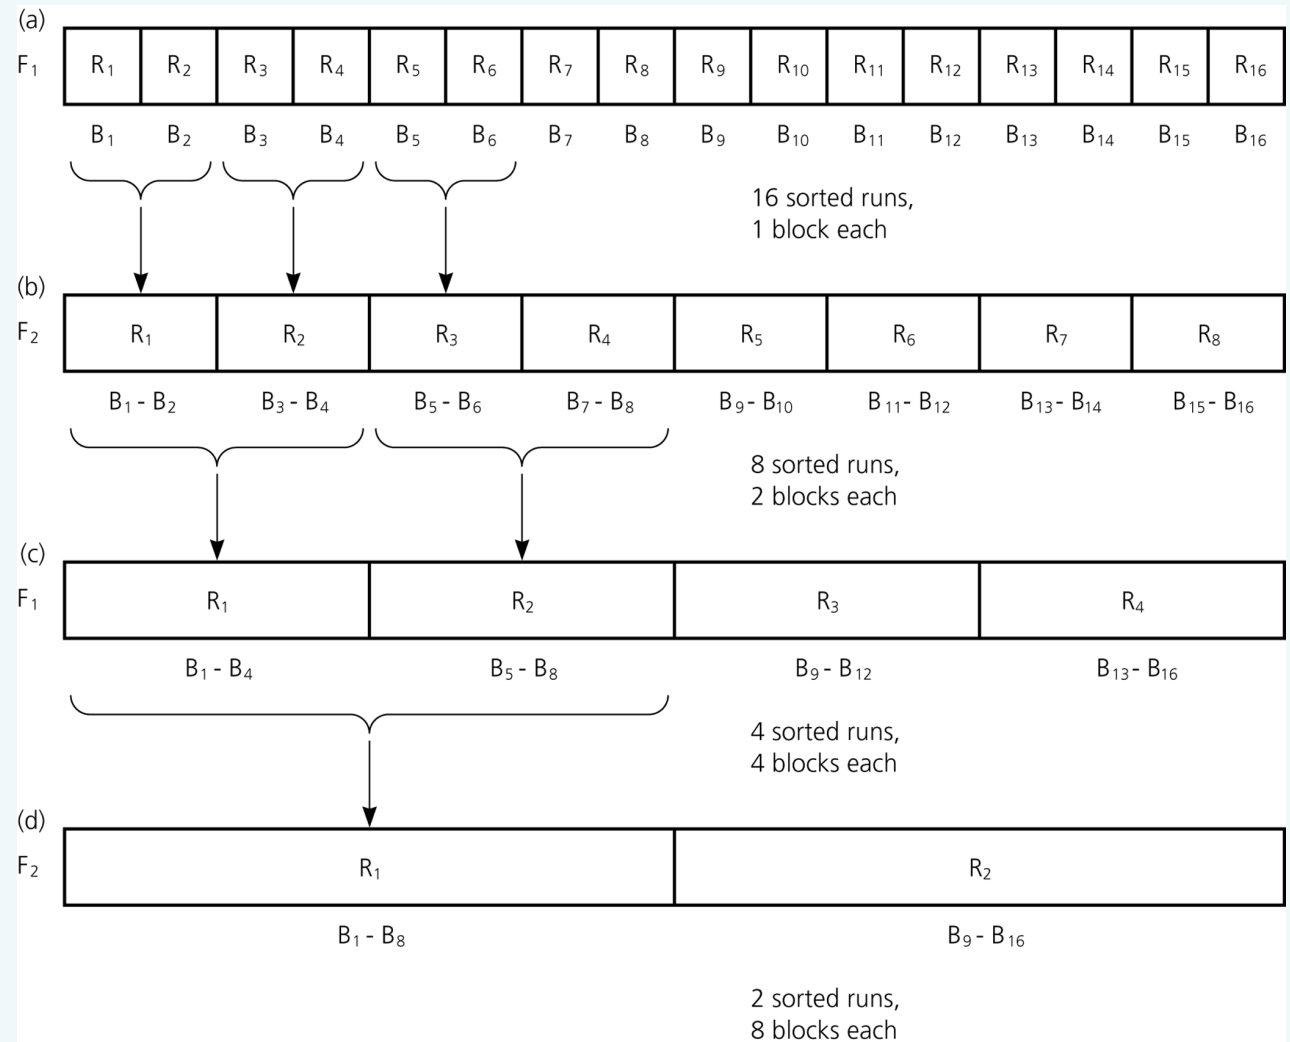 (a)
F₁ R₁ R₂ R₃ R₄ R₅ R₆ R₇ R₈ R₉ R₁₀ R₁₁ R₁₂ R₁₃ R₁₄ R₁₅ R₁₆
B₁ B₂ B₃ B₄ B₅ B₆ B₇ B₈ B₉ B₁₀ B₁₁ B₁₂ B₁₃ B₁₄ B₁₅ B₁₆
16 sorted runs,
1 block each
(b)
F₂ R₁ R₂ R₃ R₄ R₅ R₆ R₇ R₈
B₁ - B₂ B₃ - B₄ B₅ - B₆ B₇ - B₈ B₉ - B₁₀ B₁₁ - B₁₂ B₁₃ - B₁₄ B₁₅ - B₁₆
8 sorted runs,
2 blocks each
(c)
F₁ R₁ R₂ R₃ R₄
B₁ - B₄ B₅ - B₈ B₉ - B₁₂ B₁₃ - B₁₆
4 sorted runs,
4 blocks each
(d)
F₂ R₁ R₂
B₁ - B₈ B₉ - B₁₆
2 sorted runs,
8 blocks each